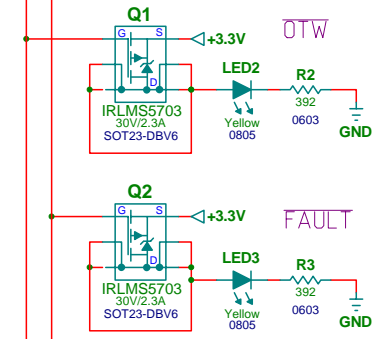 Q1
OTW
G S
+3.3V
D
LED2
R2
IRLMS5703
30V/2.3A
SOT23-DBV6
Yellow
0805
392
0603
GND
Q2
FAULT
G S
+3.3V
D
LED3
R3
IRLMS5703
30V/2.3A
SOT23-DBV6
Yellow
0805
392
0603
GND